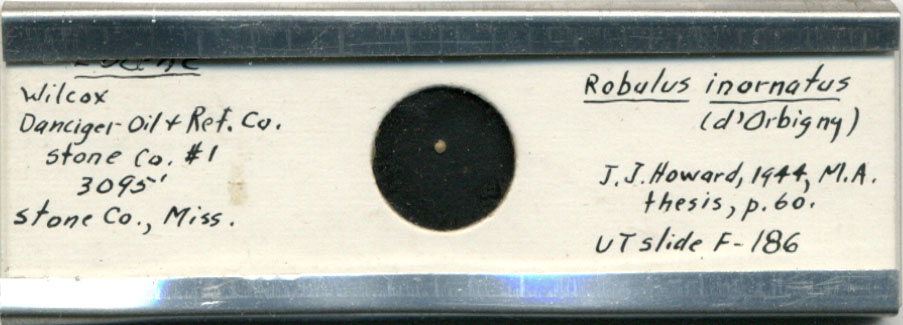 Wilcox
Danciger Oil + Ref. Co.
Stone Co. #1
3095'
Stone Co., Miss.
Robulus inornatus
(d'Orbigny)
J. J. Howard, 1944, M.A.
thesis, p. 60.
UT slide F-186